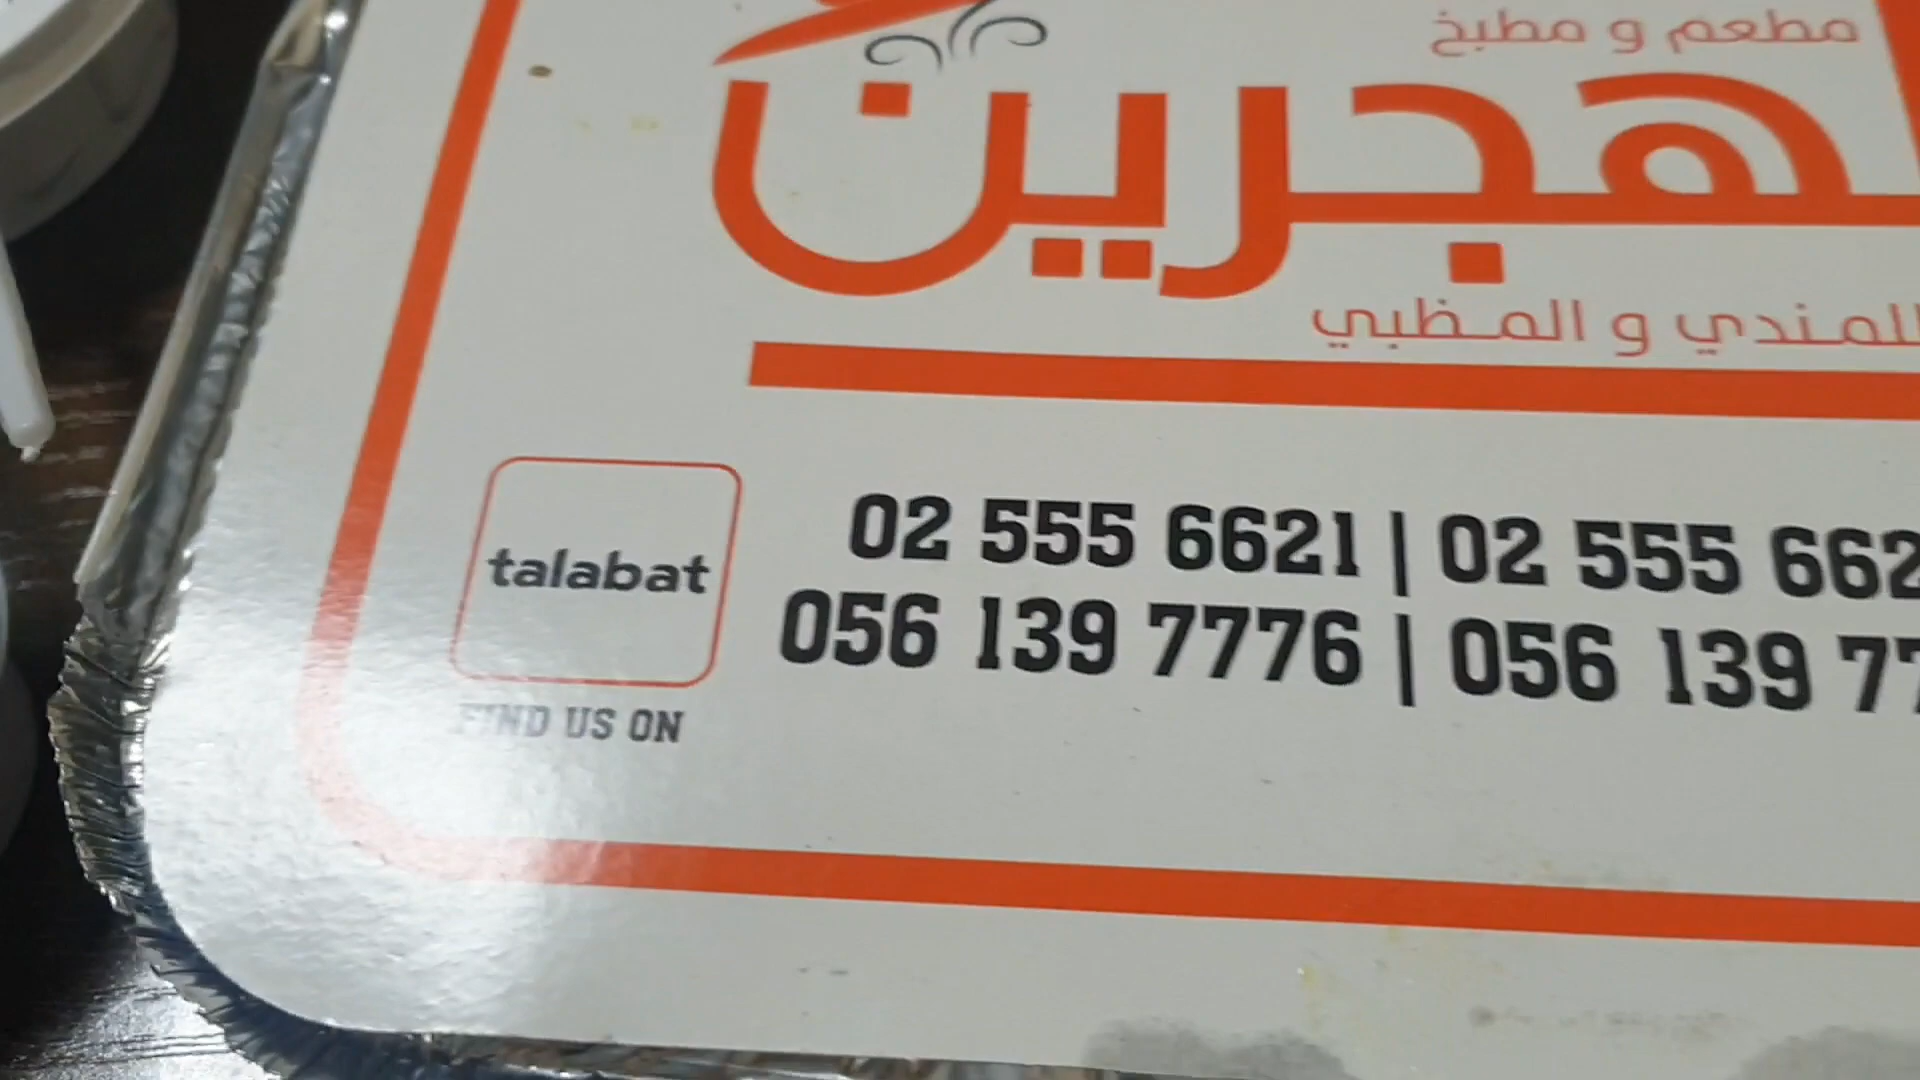 مطعم و مطبخ
لهجرين
للمندي و المظبي
talabat
FIND US ON
02 555 6621 | 02 555 662
056 139 7776 | 056 139 77